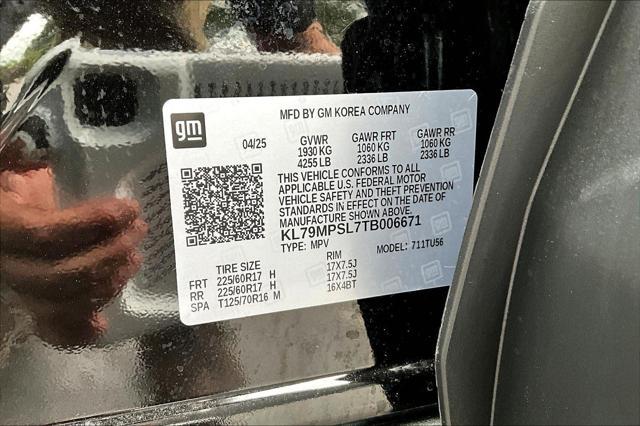 MFD BY GM KOREA COMPANY
gm
04/25 GVWR GAWR FRT GAWR RR
1930 KG 1060 KG 1060 KG
4255 LB 2336 LB 2336 LB
THIS VEHICLE CONFORMS TO ALL
APPLICABLE U.S. FEDERAL MOTOR
VEHICLE SAFETY AND THEFT PREVENTION
STANDARDS IN EFFECT ON THE DATE OF
MANUFACTURE SHOWN ABOVE.
KL79MPSL7TB006671
TYPE: MPV MODEL: 711TU56
TIRE SIZE RIM
FRT 225/60R17 H 17X7.5J
RR 225/60R17 H 17X7.5J
SPA T125/70R16 M 16X4BT